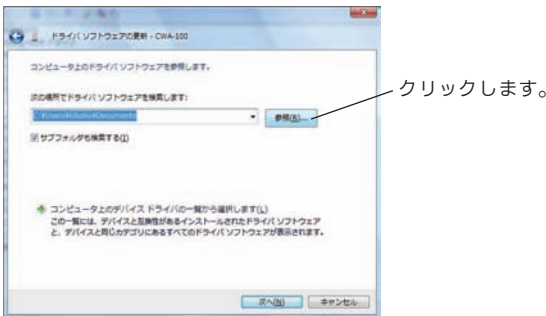 ドライバ ソフトウェアの更新 - CWA-100
コンピュータ上のドライバ ソフトウェアを参照します。
次の場所でドライバ ソフトウェアを検索します:
参照(R)...
クリックします。
サブフォルダも検索する(I)
コンピュータ上のデバイス ドライバの一覧から選択します(L)
この一覧には、デバイスと互換性があるインストールされたドライバ ソフトウェア
と、デバイスと同じカテゴリにあるすべてのドライバ ソフトウェアが表示されます。
次へ(N)
キャンセル